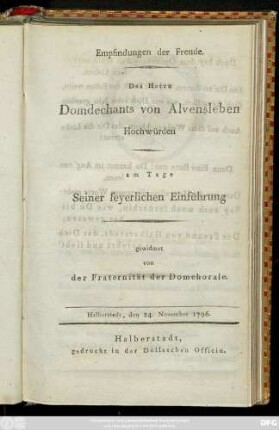 Empfindungen der Freude.
Des Herrn
Domdechants von Alvensleben
Hochwürden
am Tage
Seiner feyerlichen Einführung
gewidmet
von
der Fraternität der Domchorale.
Halberstadt, den 24. November 1796.
Halberstadt,
gedruckt in der Delleschen Officin.